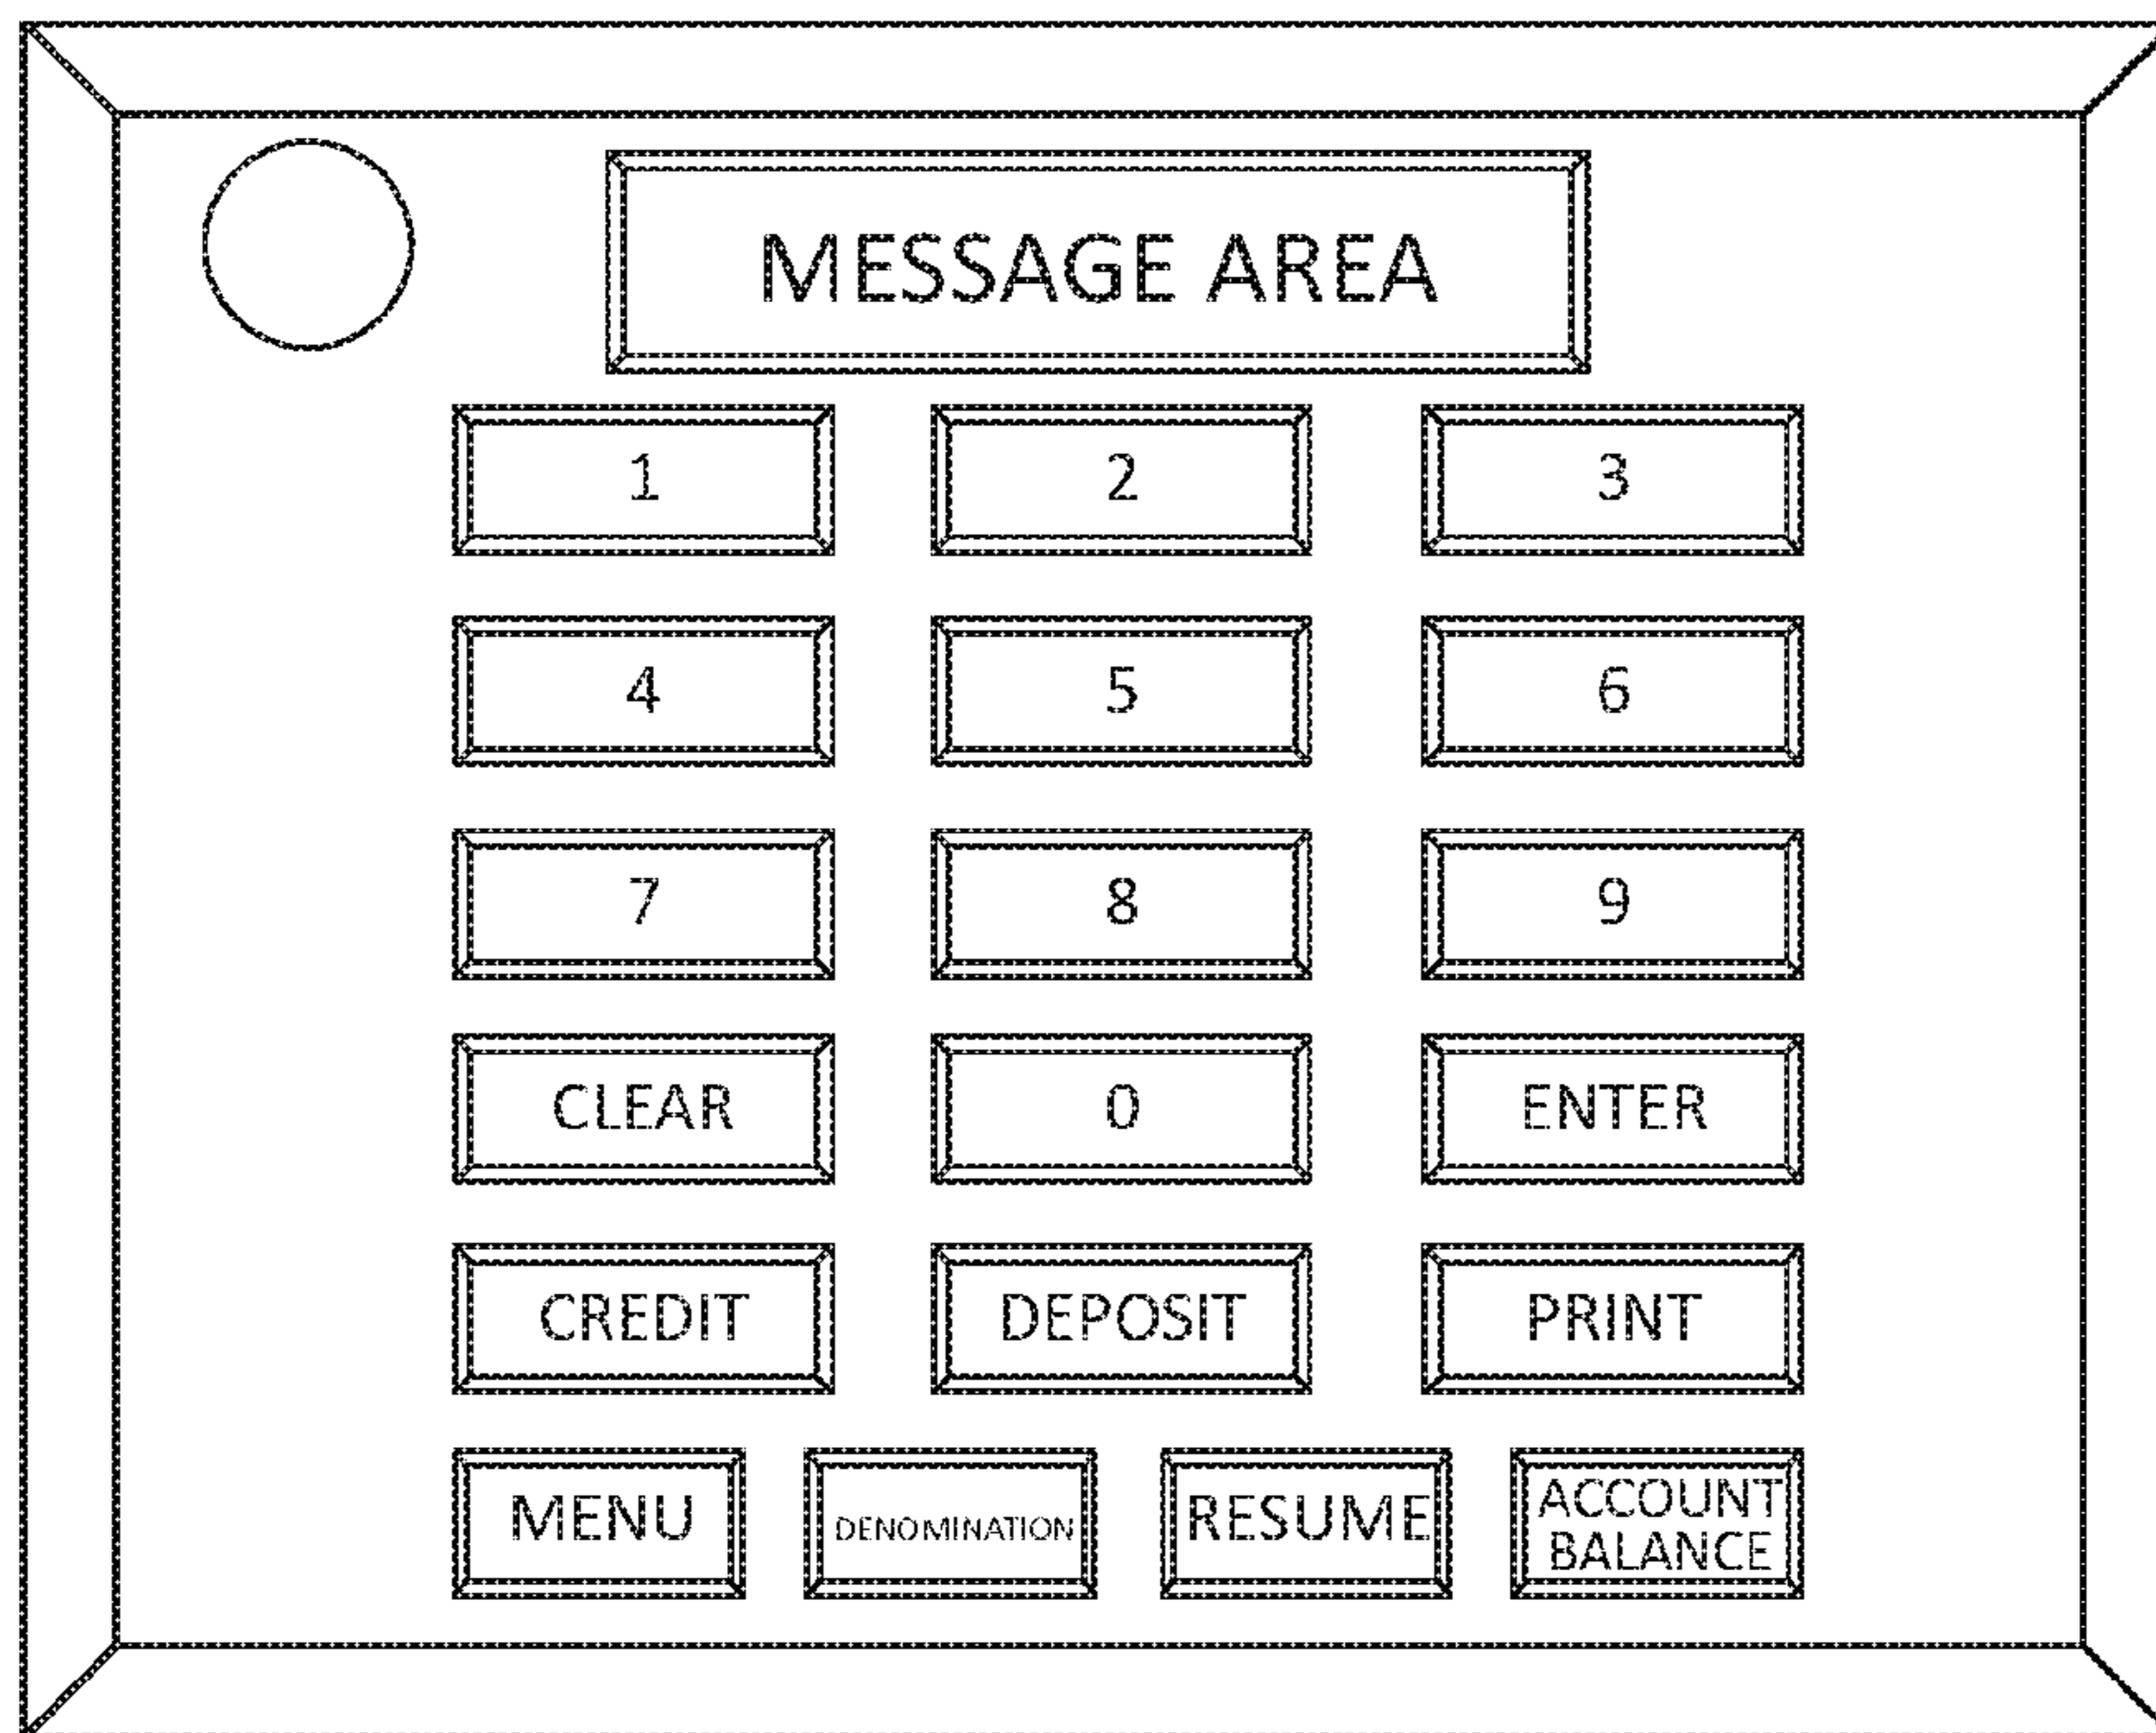 MESSAGE AREA
1 2 3
4 5 6
7 8 9
CLEAR 0 ENTER
CREDIT DEPOSIT PRINT
MENU DENOMINATION RESUME ACCOUNT
BALANCE